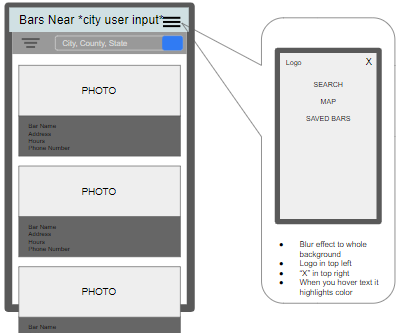 Bars Near *city user input*
City, County, State
PHOTO
Bar Name
Address
Hours
Phone Number
PHOTO
Bar Name
Address
Hours
Phone Number
PHOTO
Bar Name
Logo
X
SEARCH
MAP
SAVED BARS
● Blur effect to whole
background
● Logo in top left
● “X” in top right
● When you hover text it
highlights color